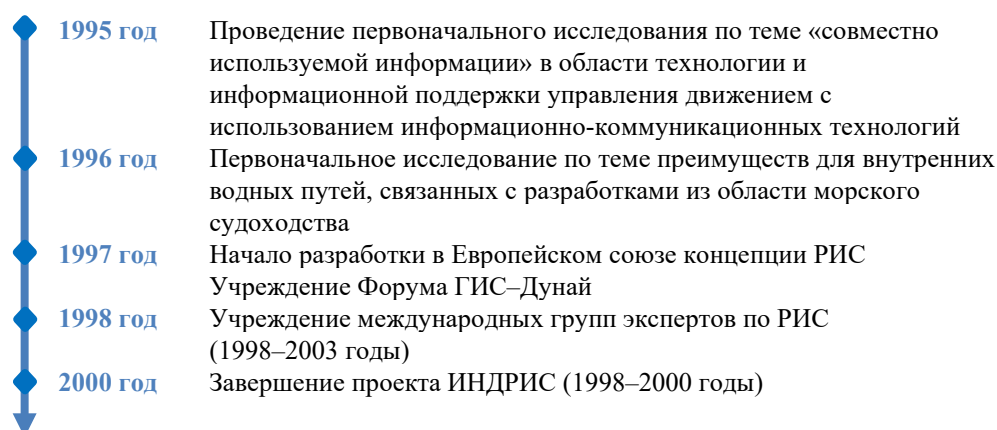 1995 год Проведение первоначального исследования по теме «совместно
используемой информации» в области технологии и
информационной поддержки управления движением с
использованием информационно-коммуникационных технологий
1996 год Первоначальное исследование по теме преимуществ для внутренних
водных путей, связанных с разработками из области морского
судоходства
1997 год Начало разработки в Европейском союзе концепции РИС
Учреждение Форума ГИС–Дунай
1998 год Учреждение международных групп экспертов по РИС
(1998–2003 годы)
2000 год Завершение проекта ИНДРИС (1998–2000 годы)